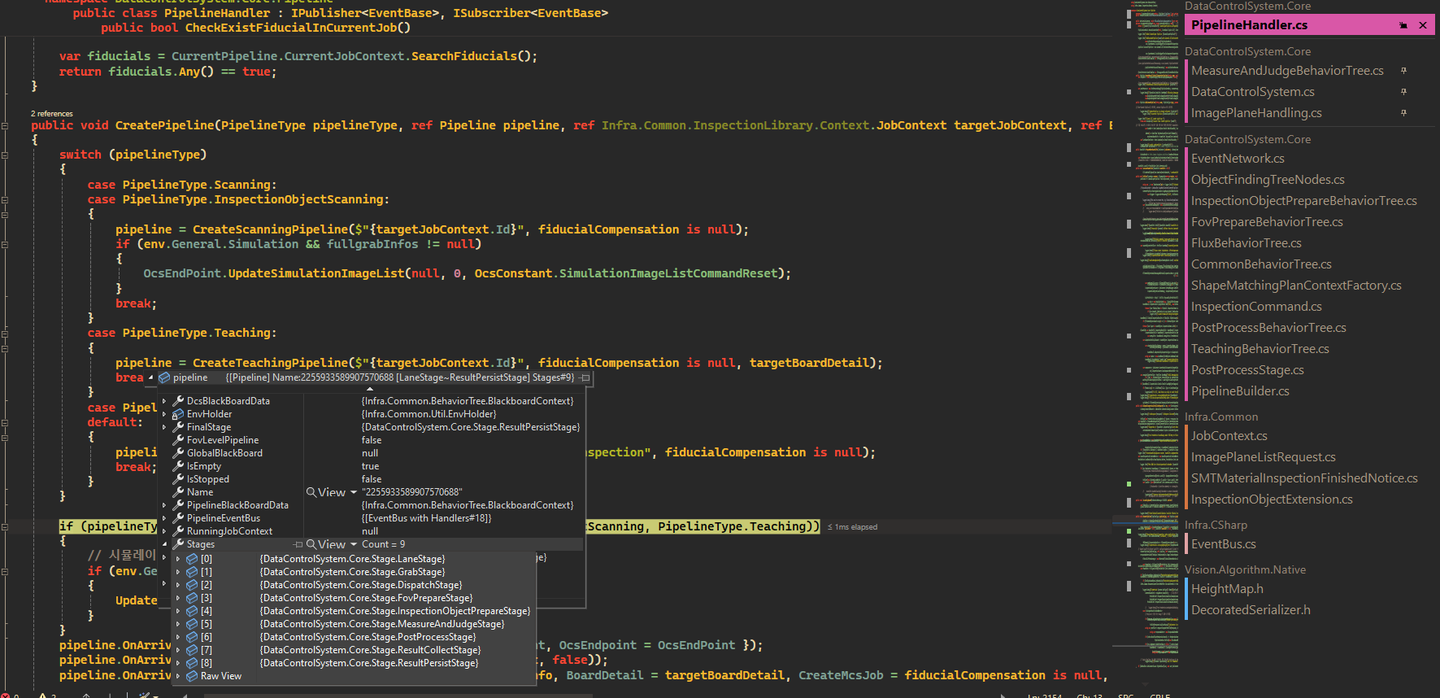 namespace DataControlSystem.Core.Pipeline
public class PipelineHandler : IPublisher<EventBase>, ISubscriber<EventBase>
public bool CheckExistFiducialInCurrentJob()
var fiducials = CurrentPipeline.CurrentJobContext.SearchFiducials();
return fiducials.Any() == true;
}
2 references
public void CreatePipeline(PipelineType pipelineType, ref Pipeline pipeline, ref Infra.Common.InspectionLibrary.Context.JobContext targetJobContext, ref E
{
switch (pipelineType)
{
case PipelineType.Scanning:
case PipelineType.InspectionObjectScanning:
{
pipeline = CreateScanningPipeline($"{targetJobContext.Id}", fiducialCompensation is null);
if (env.General.Simulation && fullgrabInfos != null)
{
OcsEndPoint.UpdateSimulationImageList(null, 0, OcsConstant.SimulationImageListCommandReset);
}
break;
}
case PipelineType.Teaching:
{
pipeline = CreateTeachingPipeline($"{targetJobContext.Id}", fiducialCompensation is null, targetBoardDetail);
brea
pipeline {[Pipeline] Name:2255933589907570688 [LaneStage~ResultPersistStage] Stages#9}
}
DcsBlackBoardData {Infra.Common.BehaviorTree.BlackboardContext}
case Pipel
EnvHolder {Infra.Common.Util.EnvHolder}
default:
FinalStage {DataControlSystem.Core.Stage.ResultPersistStage}
{
FovLevelPipeline false
pipelin
GlobalBlackBoard null
nspection", fiducialCompensation is null);
break;
IsEmpty true
}
IsStopped false
}
Name View "2255933589907570688"
PipelineBlackBoardData {Infra.Common.BehaviorTree.BlackboardContext}
PipelineEventBus {[EventBus with Handlers#18]}
if (pipelineTy
Scanning, PipelineType.Teaching)) ≤ 1ms elapsed
RunningJobContext null
{
Stages View Count = 9
// 시뮬레이
[0] {DataControlSystem.Core.Stage.LaneStage}
if (env.Ge
[1] {DataControlSystem.Core.Stage.GrabStage}
{
[2] {DataControlSystem.Core.Stage.DispatchStage}
Update
[3] {DataControlSystem.Core.Stage.FovPrepareStage}
}
[4] {DataControlSystem.Core.Stage.InspectionObjectPrepareStage}
}
[5] {DataControlSystem.Core.Stage.MeasureAndJudgeStage}
[6] {DataControlSystem.Core.Stage.PostProcessStage}
pipeline.OnArriv
t, OcsEndpoint = OcsEndPoint });
[7] {DataControlSystem.Core.Stage.ResultCollectStage}
pipeline.OnArriv
, false));
[8] {DataControlSystem.Core.Stage.ResultPersistStage}
pipeline.OnArriv
fo, BoardDetail = targetBoardDetail, CreateMcsJob = fiducialCompensation is null,
Raw View
DataControlSystem.Core
PipelineHandler.cs
DataControlSystem.Core
MeasureAndJudgeBehaviorTree.cs
DataControlSystem.cs
ImagePlaneHandling.cs
DataControlSystem.Core
EventNetwork.cs
ObjectFindingTreeNodes.cs
InspectionObjectPrepareBehaviorTree.cs
FovPrepareBehaviorTree.cs
FluxBehaviorTree.cs
CommonBehaviorTree.cs
ShapeMatchingPlanContextFactory.cs
InspectionCommand.cs
PostProcessBehaviorTree.cs
TeachingBehaviorTree.cs
PostProcessStage.cs
PipelineBuilder.cs
Infra.Common
JobContext.cs
ImagePlaneListRequest.cs
SMTMaterialInspectionFinishedNotice.cs
InspectionObjectExtension.cs
Infra.CSharp
EventBus.cs
Vision.Algorithm.Native
HeightMap.h
DecoratedSerializer.h